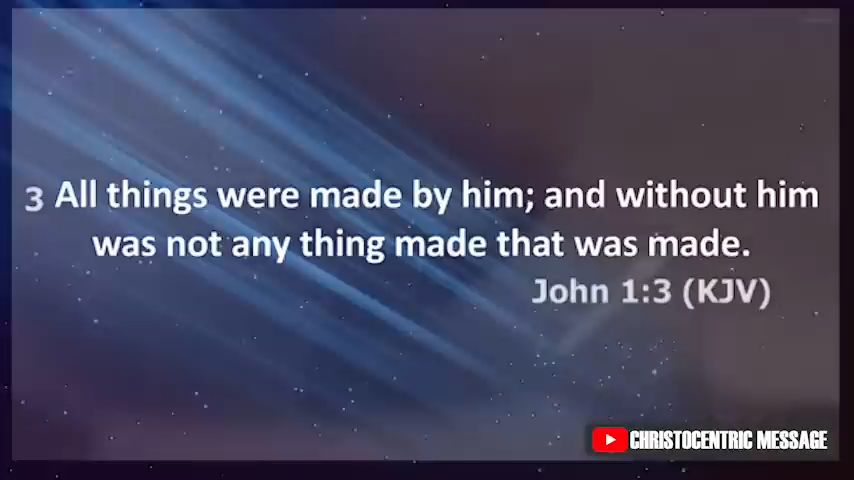 3 All things were made by him; and without him
was not any thing made that was made.
John 1:3 (KJV)
CHRISTOCENTRIC MESSAGE